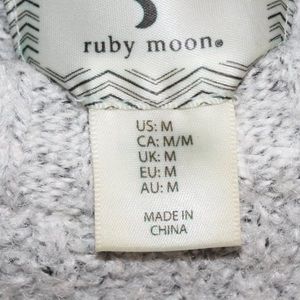 ruby moon®
US: M
CA: M/M
UK: M
EU: M
AU: M
MADE IN
CHINA